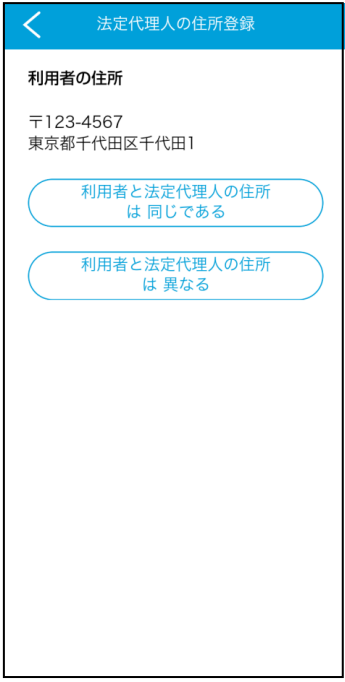 法定代理人の住所登録
利用者の住所
〒123-4567
東京都千代田区千代田1
利用者と法定代理人の住所
は 同じである
利用者と法定代理人の住所
は 異なる